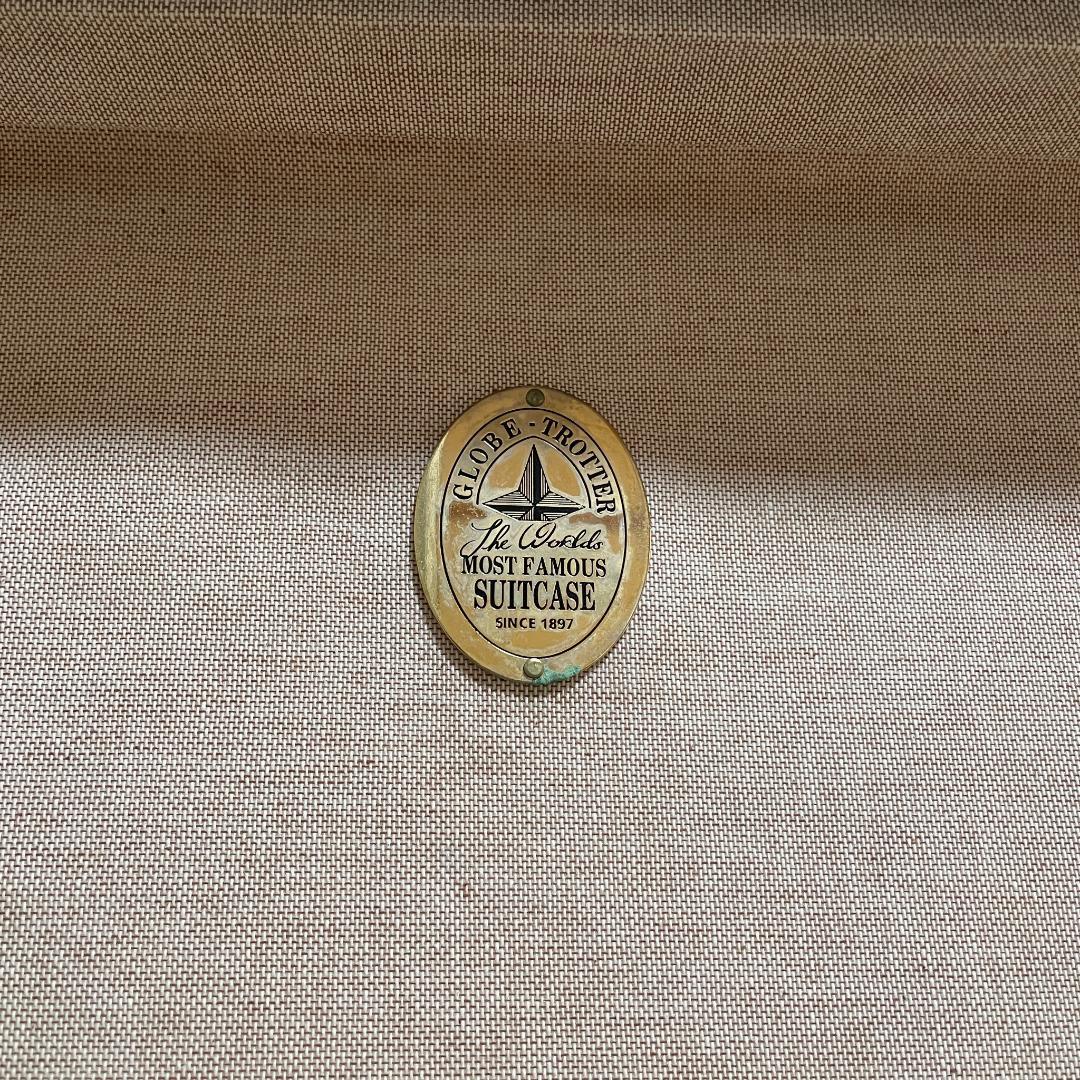 GLOBE-TROTTER
The Worlds
MOST FAMOUS
SUITCASE
SINCE 1897